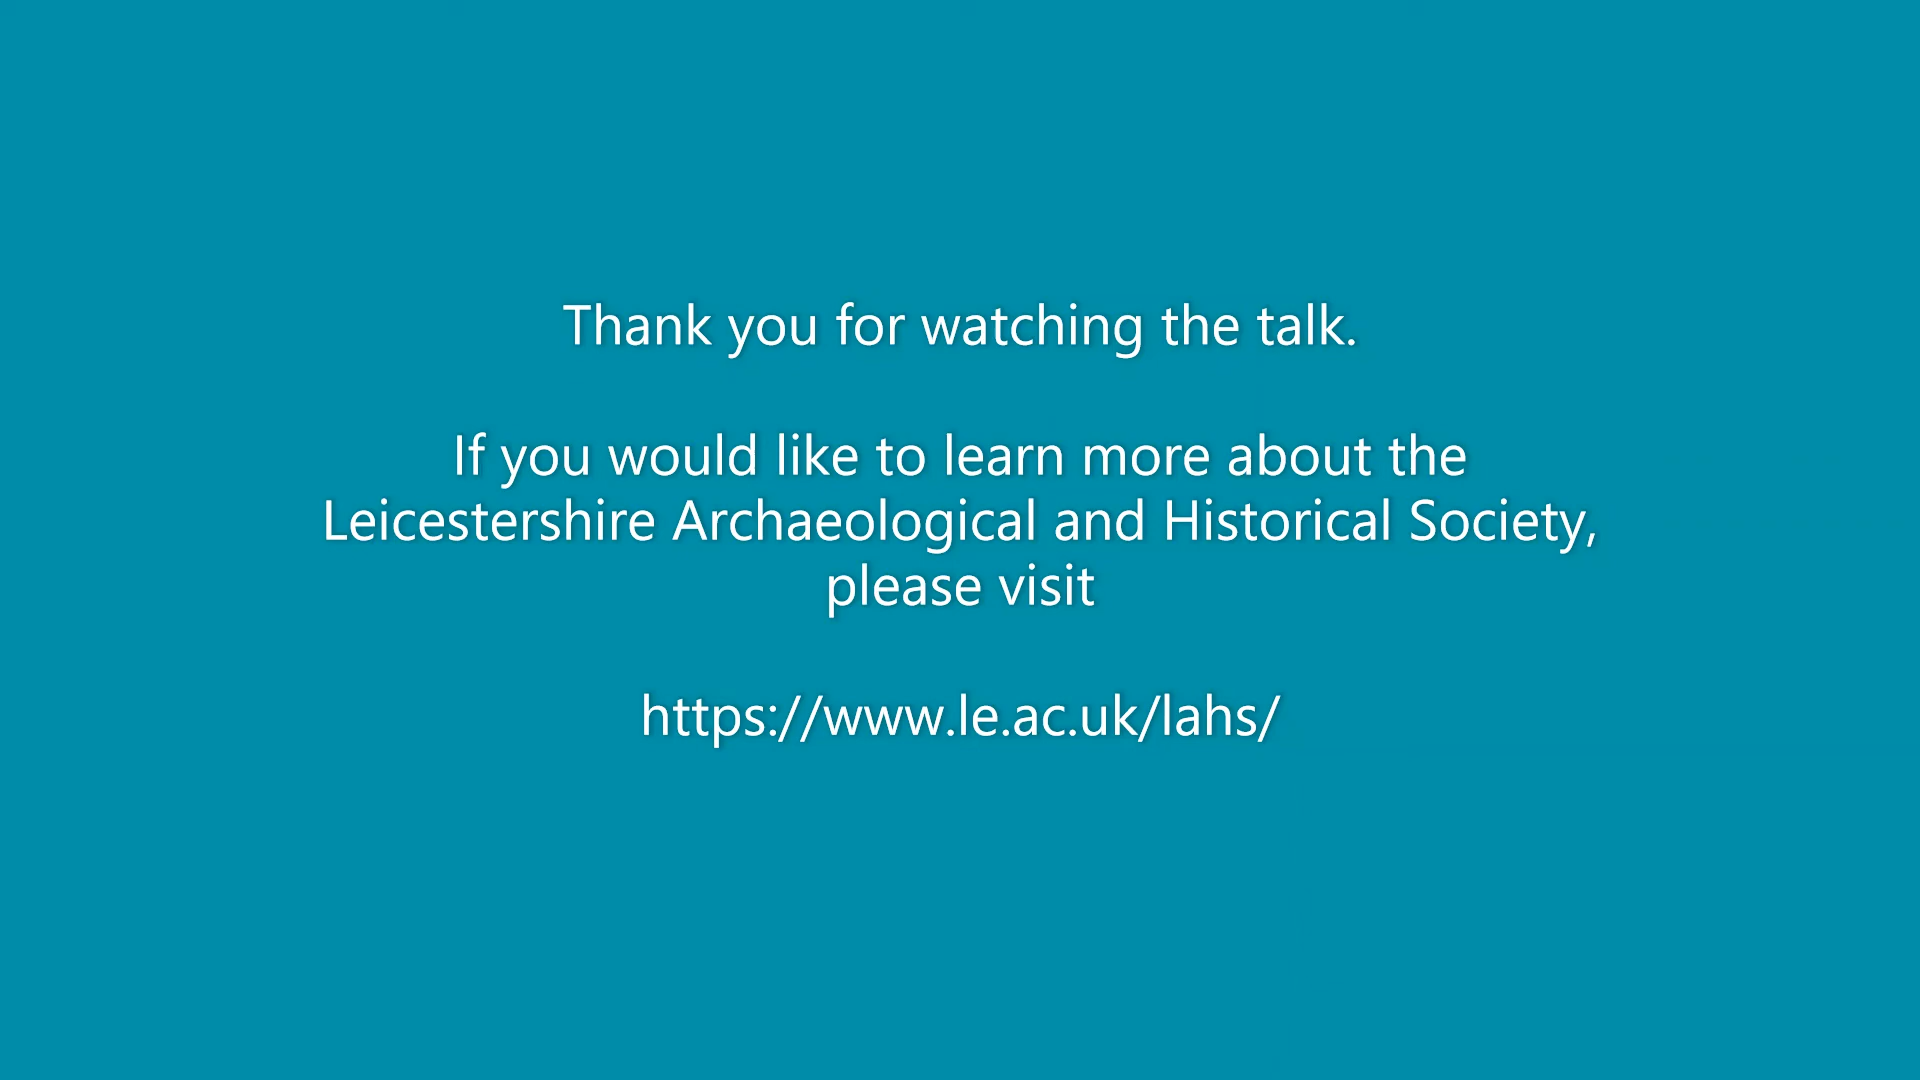 Thank you for watching the talk.
If you would like to learn more about the
Leicestershire Archaeological and Historical Society,
please visit
https://www.le.ac.uk/lahs/